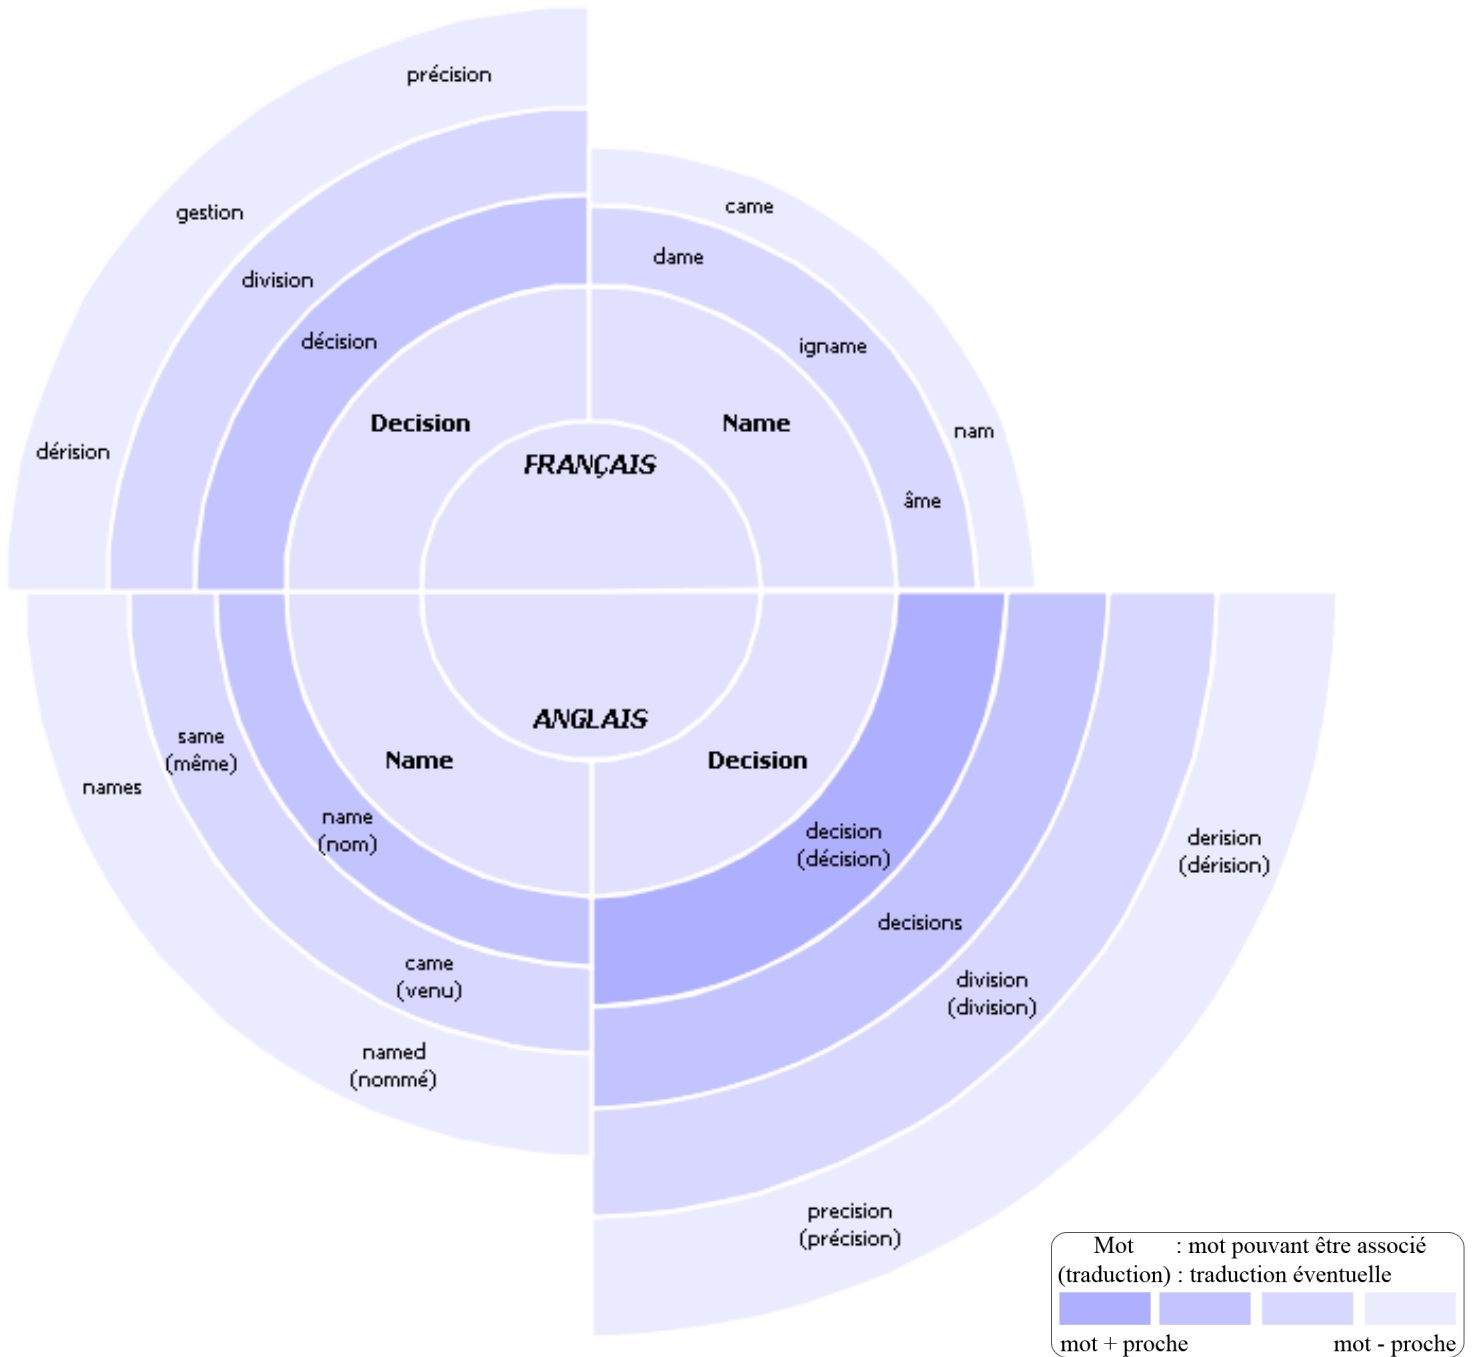 précision
gestion
division
décision
dérision
Decision
FRANÇAIS
came
dame
igname
Name
nam
âme
names
same
(même)
name
(nom)
Name
ANGLAIS
came
(venu)
named
(nommé)
Decision
decision
(décision)
decisions
division
(division)
derision
(dérision)
precision
(précision)
Mot : mot pouvant être associé
(traduction) : traduction éventuelle
mot + proche mot - proche